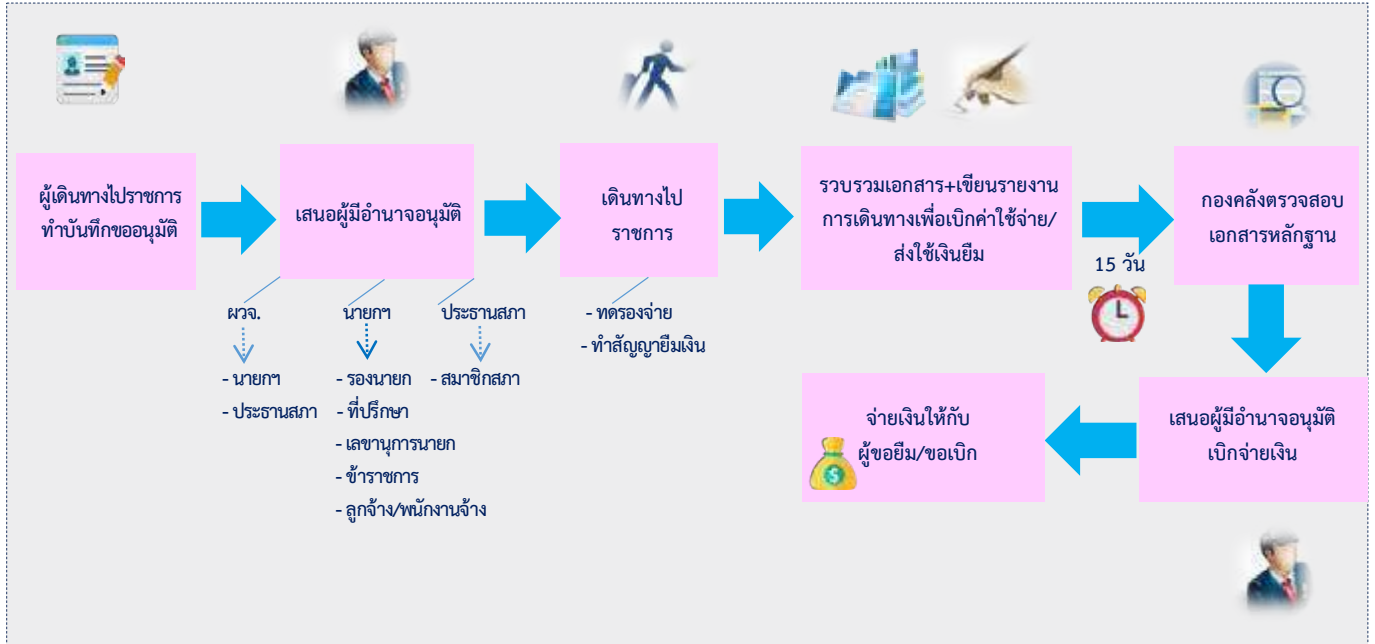 ผู้เดินทางไปราชการ
ทำบันทึกขออนุมัติ
เสนอผู้มีอำนาจอนุมัติ
เดินทางไป
ราชการ
รวบรวมเอกสาร+เขียนรายงาน
การเดินทางเพื่อเบิกค่าใช้จ่าย/
ส่งใช้เงินยืม
15 วัน
กองคลังตรวจสอบ
เอกสารหลักฐาน
ผวจ.
- นายกฯ
- ประธานสภา
นายกฯ
- รองนายก
- ที่ปรึกษา
- เลขานุการนายก
- ข้าราชการ
- ลูกจ้าง/พนักงานจ้าง
ประธานสภา
- สมาชิกสภา
- ทดรองจ่าย
- ทำสัญญายืมเงิน
เสนอผู้มีอำนาจอนุมัติ
เบิกจ่ายเงิน
จ่ายเงินให้กับ
ผู้ขอยืม/ขอเบิก